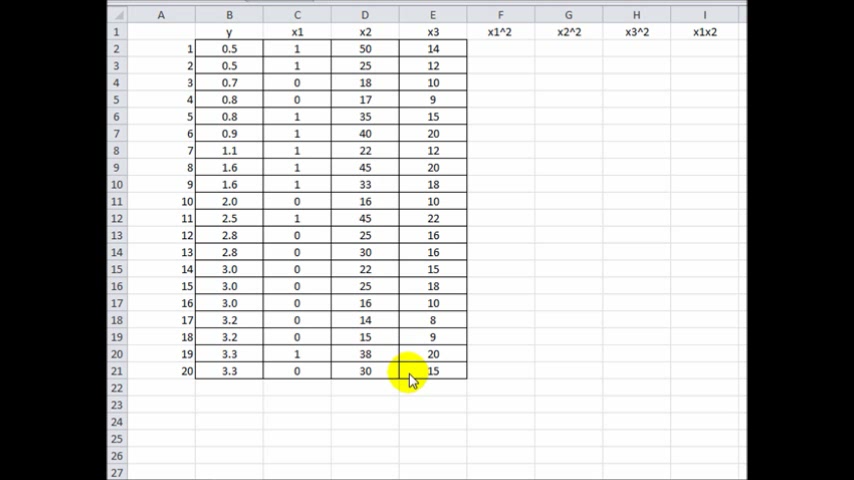 A B C D E F G H I
1 y x1 x2 x3 x1^2 x2^2 x3^2 x1x2
2 1 0.5 1 50 14
3 2 0.5 1 25 12
4 3 0.7 0 18 10
5 4 0.8 0 17 9
6 5 0.8 1 35 15
7 6 0.9 1 40 20
8 7 1.1 1 22 12
9 8 1.6 1 45 20
10 9 1.6 1 33 18
11 10 2.0 0 16 10
12 11 2.5 1 45 22
13 12 2.8 0 25 16
14 13 2.8 0 30 16
15 14 3.0 0 22 15
16 15 3.0 0 25 18
17 16 3.0 0 16 10
18 17 3.2 0 14 8
19 18 3.2 0 15 9
20 19 3.3 1 38 20
21 20 3.3 0 30 15
22
23
24
25
26
27